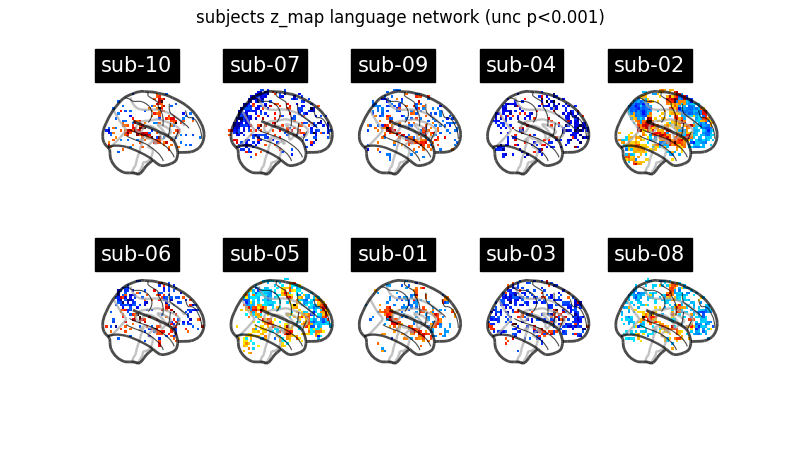 subjects z_map language network (unc p<0.001)
sub-10 sub-07 sub-09 sub-04 sub-02
sub-06 sub-05 sub-01 sub-03 sub-08